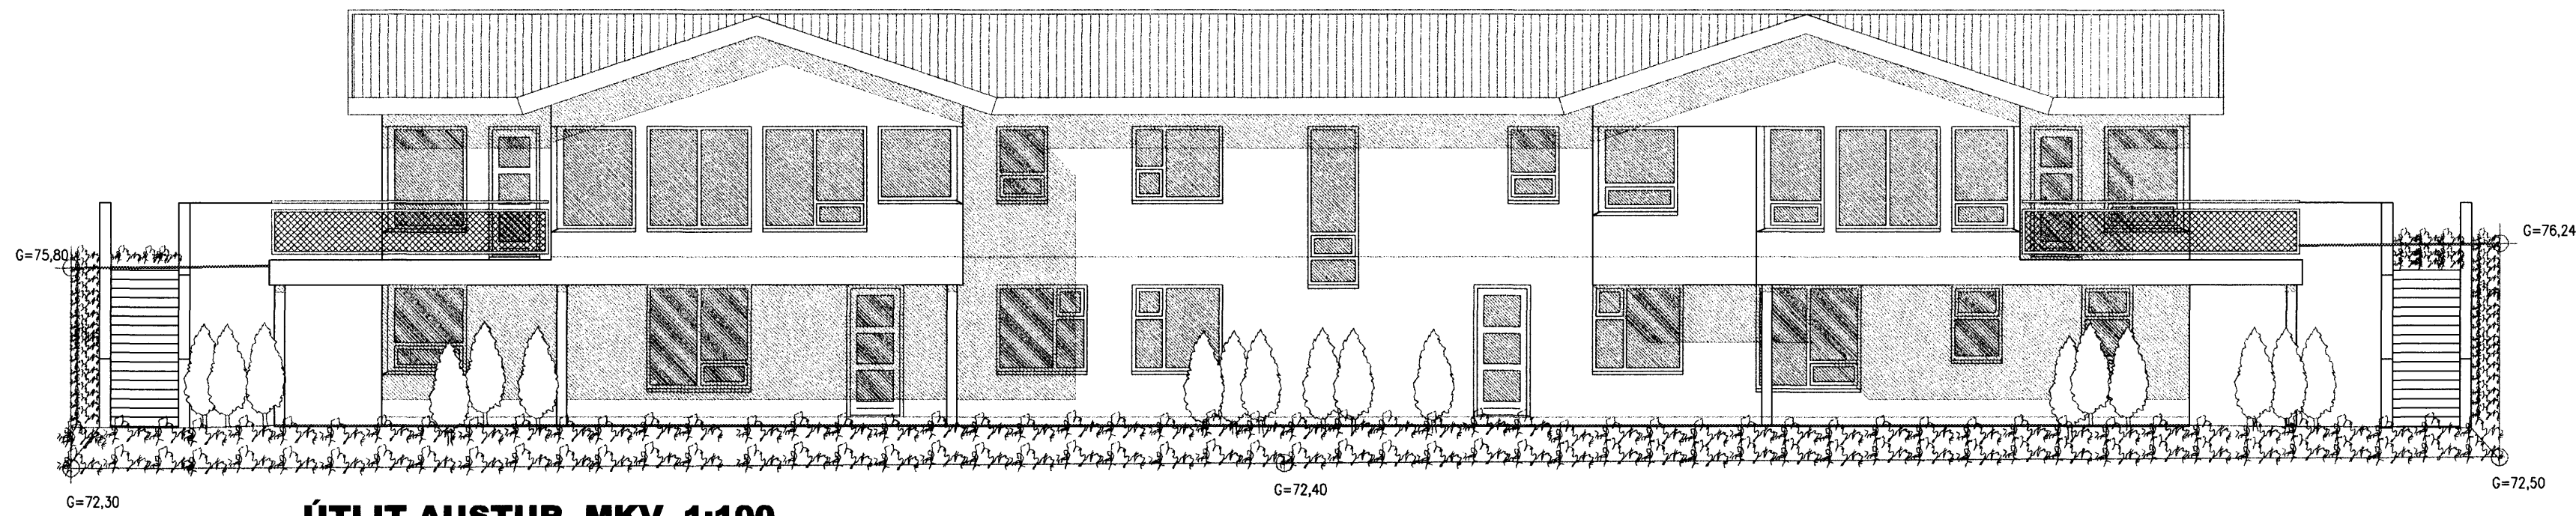 G=75,80
G=76,24
G=72,40
G=72,50
G=72,30
ÚTLIT AUSTUR MKV. 1:100